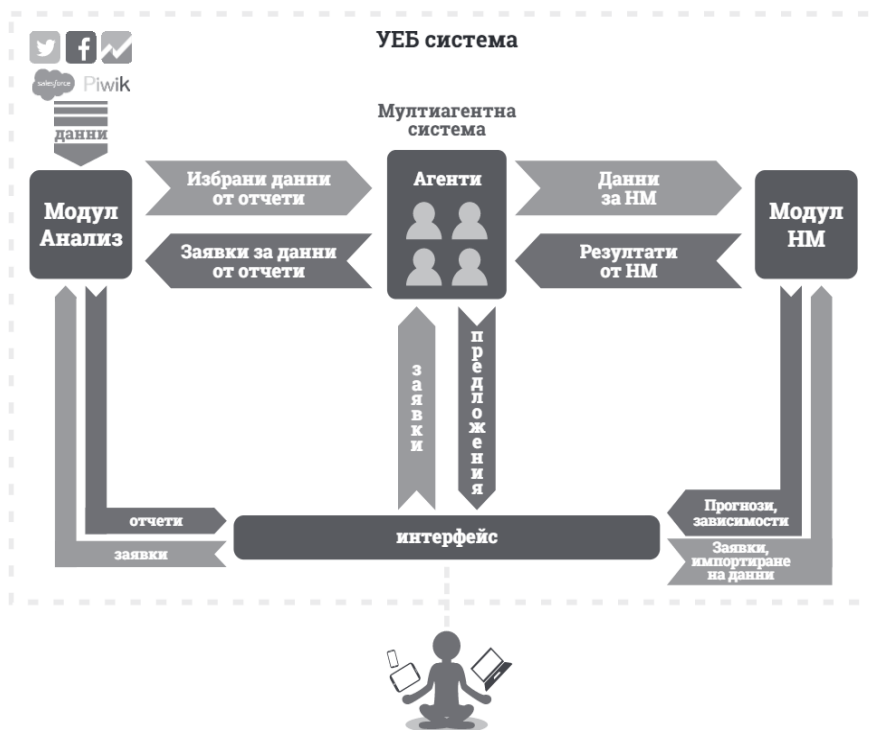 УЕБ система
salesforce
Piwik
данни
Мултиагентна
система
Модул
Анализ
Избрани данни
от отчети
Заявки за данни
от отчети
Агенти
Данни
за НМ
Резултати
от НМ
Модул
НМ
заявки
предложения
отчети
заявки
интерфейс
Прогнози,
зависимости
Заявки,
импортиране
на данни